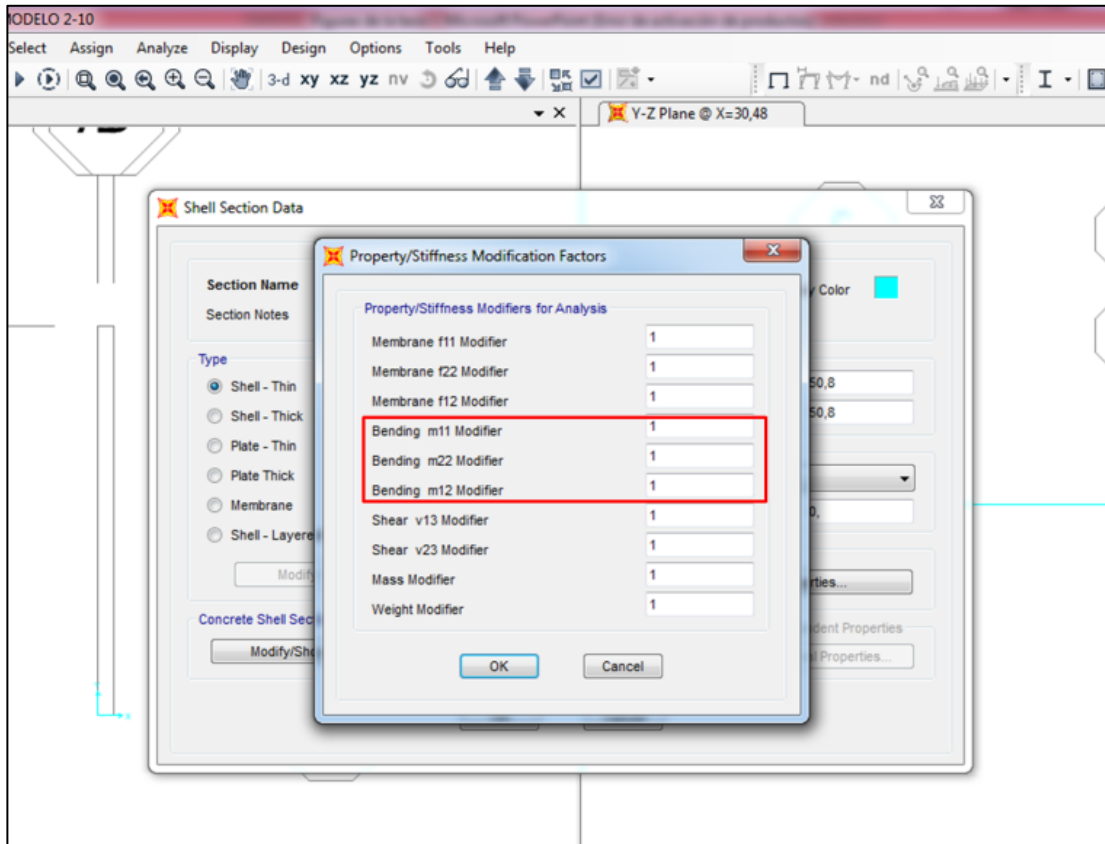 MODELO 2-10
Select Assign Analyze Display Design Options Tools Help
3-d xy xz yz nv nd
Y-Z Plane @ X=30,48
Shell Section Data
Property/Stiffness Modification Factors
Section Name
Section Notes
y Color
Property/Stiffness Modifiers for Analysis
Membrane f11 Modifier 1
Membrane f22 Modifier 1
Membrane f12 Modifier 1
Bending m11 Modifier 1
Bending m22 Modifier 1
Bending m12 Modifier 1
Shear v13 Modifier 1
Shear v23 Modifier 1
Mass Modifier 1
Weight Modifier 1
OK Cancel
Type
Shell - Thin
Shell - Thick
Plate - Thin
Plate Thick
Membrane
Shell - Layere
Modify
Concrete Shell Sec
Modify/Sho
50,8
50,8
0,
rties...
dent Properties
l Properties...